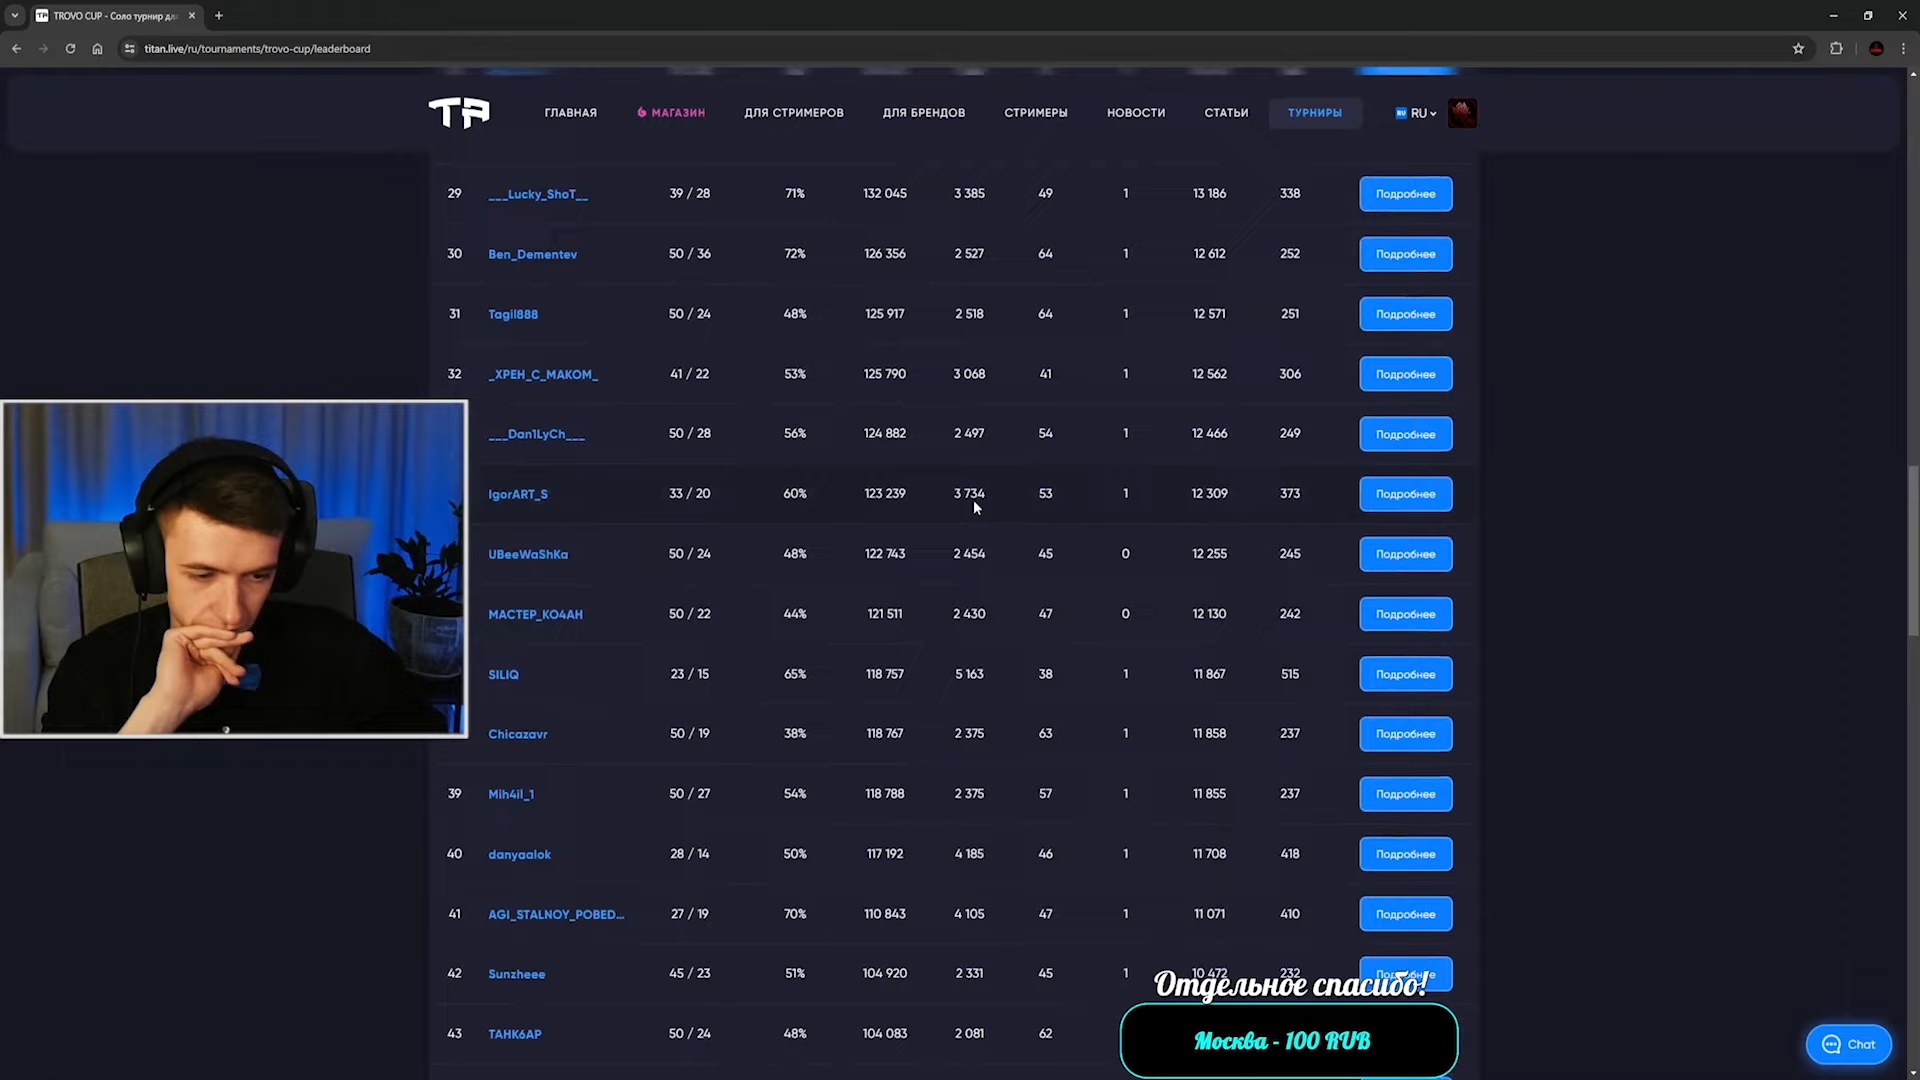 TROVO CUP - Соло турнир дл
titan.live/ru/tournaments/trovo-cup/leaderboard
ГЛАВНАЯ МАГАЗИН ДЛЯ СТРИМЕРОВ ДЛЯ БРЕНДОВ СТРИМЕРЫ НОВОСТИ СТАТЬИ ТУРНИРЫ RU RU
29 ___Lucky_ShoT__ 39 / 28 71% 132 045 3 385 49 1 13 186 338 Подробнее
30 Ben_Dementev 50 / 36 72% 126 356 2 527 64 1 12 612 252 Подробнее
31 Tagil888 50 / 24 48% 125 917 2 518 64 1 12 571 251 Подробнее
32 _XPEH_C_MAKOM_ 41 / 22 53% 125 790 3 068 41 1 12 562 306 Подробнее
___Dan1LyCh___ 50 / 28 56% 124 882 2 497 54 1 12 466 249 Подробнее
IgorART_S 33 / 20 60% 123 239 3 734 53 1 12 309 373 Подробнее
UBeeWaShKa 50 / 24 48% 122 743 2 454 45 0 12 255 245 Подробнее
MACTEP_KO4AH 50 / 22 44% 121 511 2 430 47 0 12 130 242 Подробнее
SILIQ 23 / 15 65% 118 757 5 163 38 1 11 867 515 Подробнее
Chicazavr 50 / 19 38% 118 767 2 375 63 1 11 858 237 Подробнее
39 Mih4il_1 50 / 27 54% 118 788 2 375 57 1 11 855 237 Подробнее
40 danyaalok 28 / 14 50% 117 192 4 185 46 1 11 708 418 Подробнее
41 AGI_STALNOY_POBED... 27 / 19 70% 110 843 4 105 47 1 11 071 410 Подробнее
42 Sunzheee 45 / 23 51% 104 920 2 331 45 1 10 472 232 Подробнее
Отдельное спасибо!
43 TAHK6AP 50 / 24 48% 104 083 2 081 62
Москва - 100 RUB
Chat